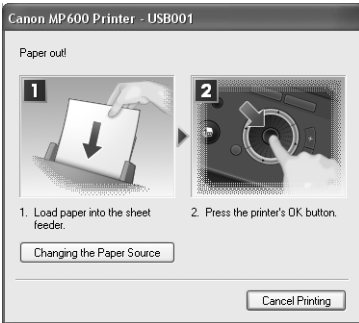 Canon MP600 Printer - USB001
Paper out!
1
2
1. Load paper into the sheet
feeder.
2. Press the printer's OK button.
Changing the Paper Source
Cancel Printing